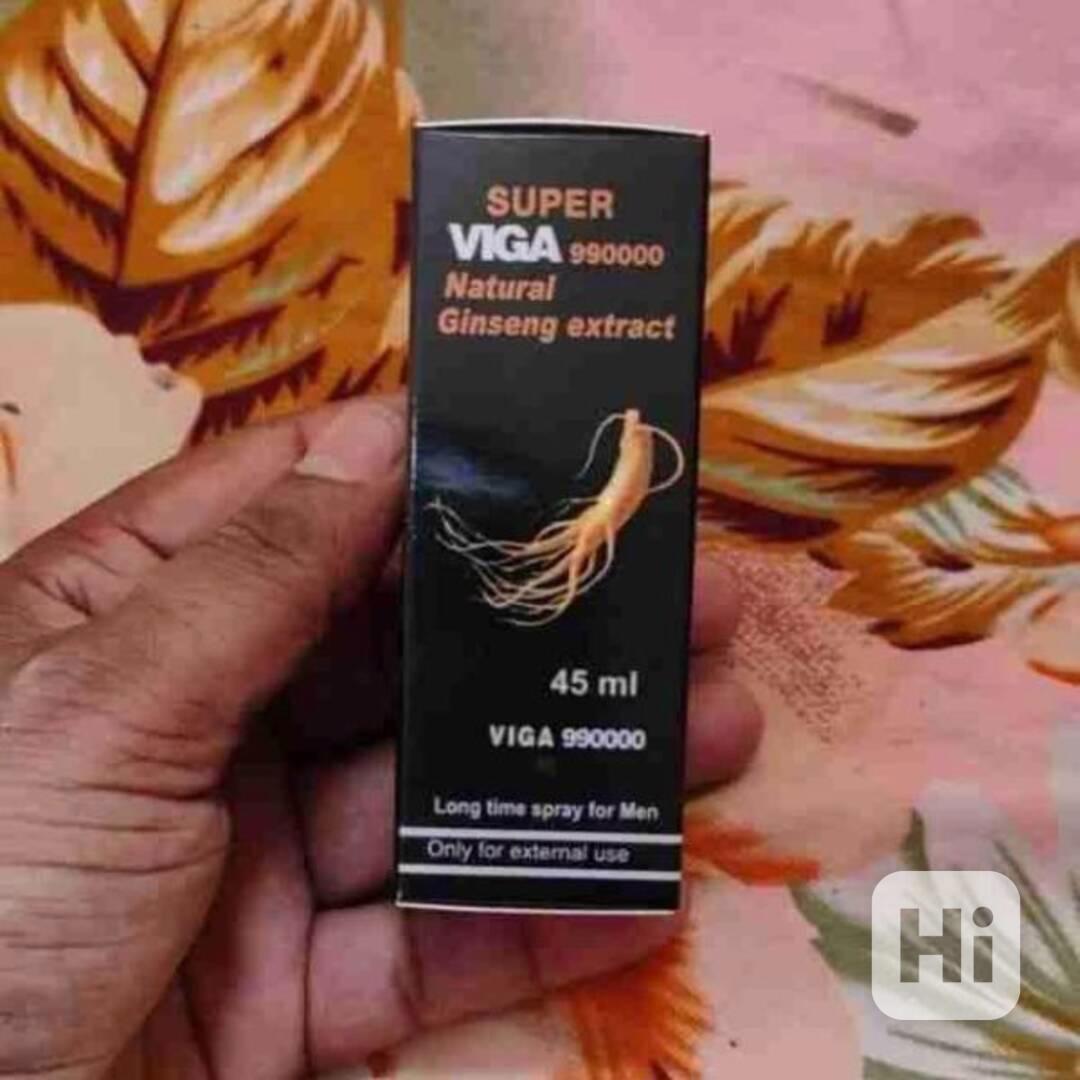 SUPER
VIGA 990000
Natural
Ginseng extract
45 ml
VIGA 990000
Long time spray for Men
Only for external use
Hi